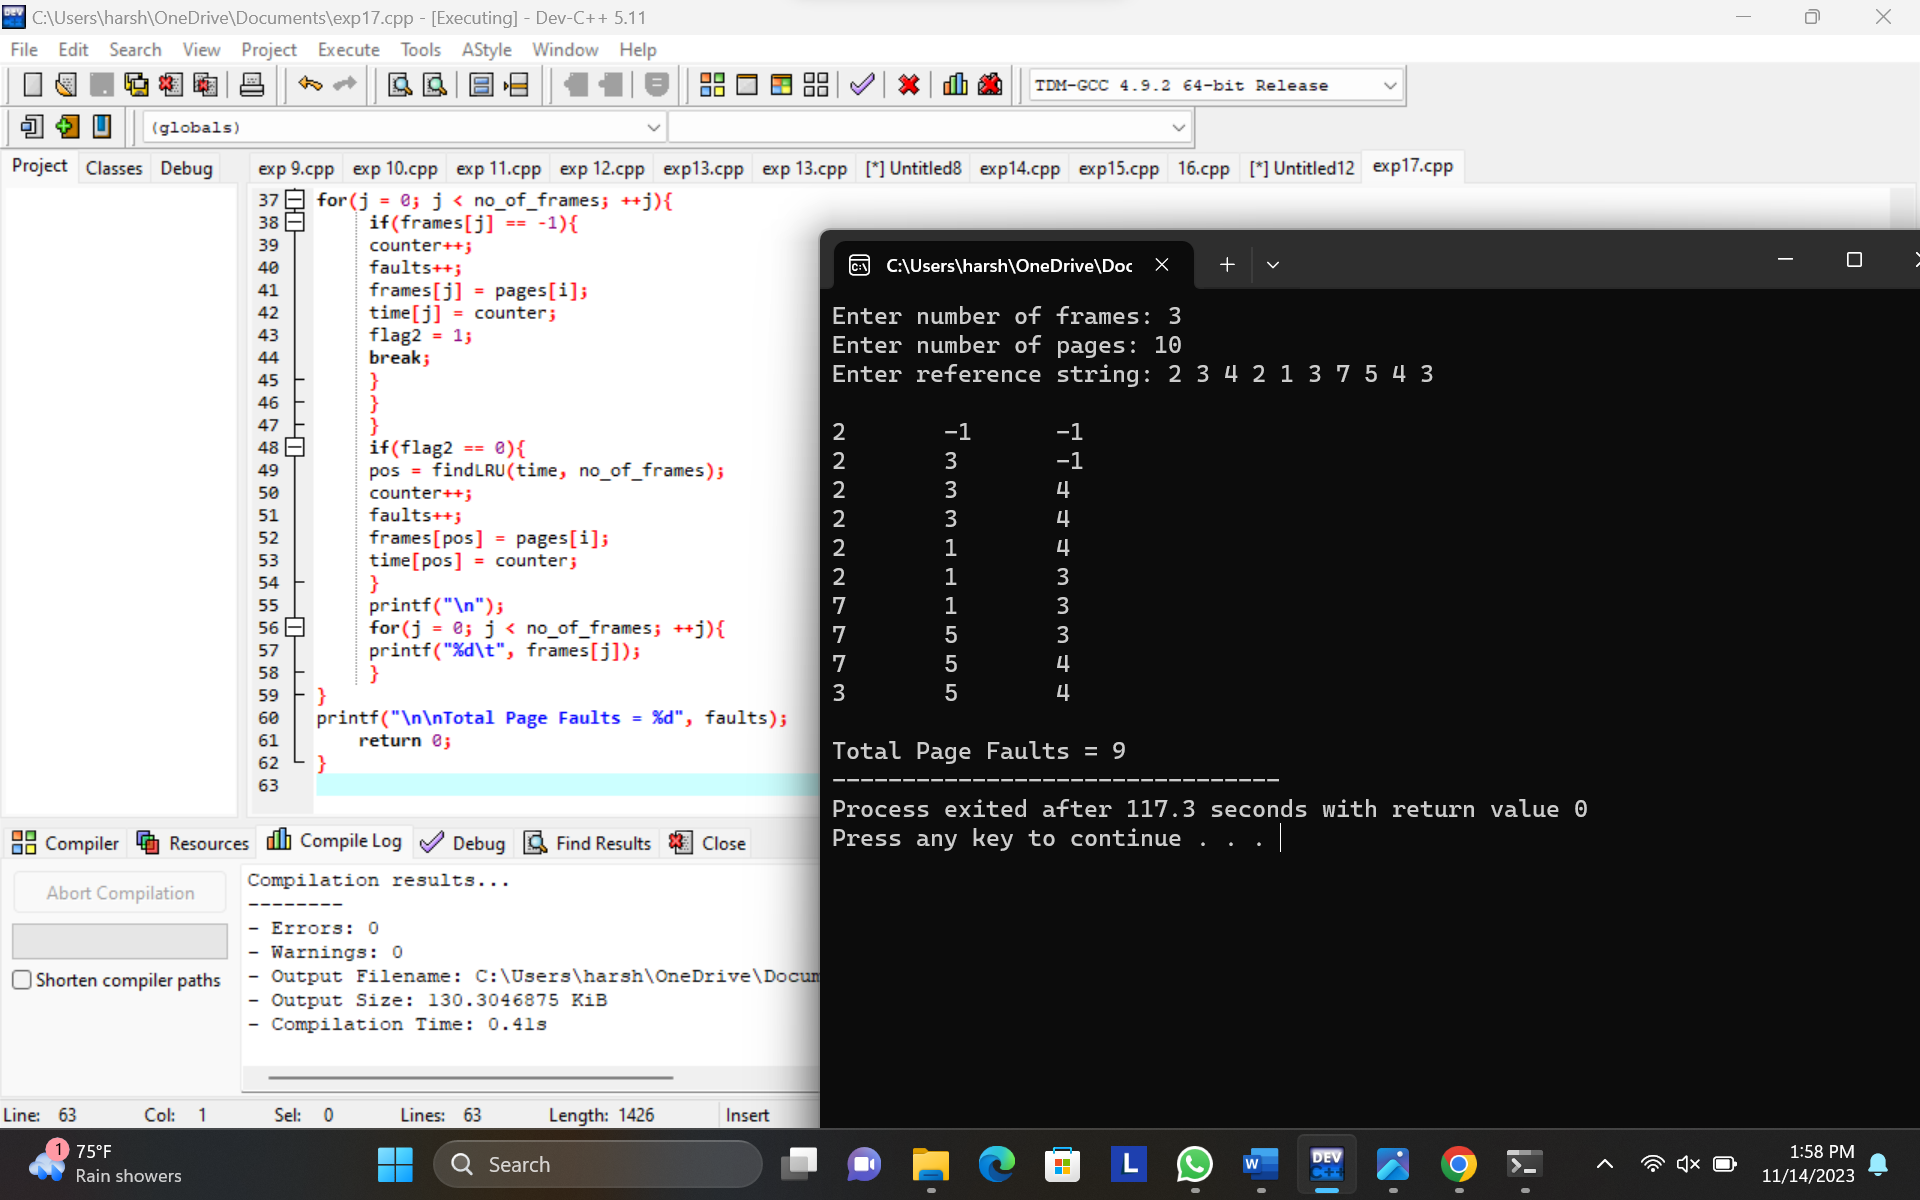 C:\Users\harsh\OneDrive\Documents\exp17.cpp - [Executing] - Dev-C++ 5.11
File Edit Search View Project Execute Tools AStyle Window Help
TDM-GCC 4.9.2 64-bit Release
(globals)
Project Classes Debug
exp 9.cpp exp 10.cpp exp 11.cpp exp 12.cpp exp13.cpp exp 13.cpp [*] Untitled8 exp14.cpp exp15.cpp 16.cpp [*] Untitled12 exp17.cpp
37 for(j = 0; j < no_of_frames; ++j){
38 if(frames[j] == -1){
39 counter++;
40 faults++;
41 frames[j] = pages[i];
42 time[j] = counter;
43 flag2 = 1;
44 break;
45 }
46 }
47 }
48 if(flag2 == 0){
49 pos = findLRU(time, no_of_frames);
50 counter++;
51 faults++;
52 frames[pos] = pages[i];
53 time[pos] = counter;
54 }
55 printf("\n");
56 for(j = 0; j < no_of_frames; ++j){
57 printf("%d\t", frames[j]);
58 }
59 }
60 printf("\n\nTotal Page Faults = %d", faults);
61 return 0;
62 }
63
C:\Users\harsh\OneDrive\Doc
Enter number of frames: 3
Enter number of pages: 10
Enter reference string: 2 3 4 2 1 3 7 5 4 3
2 -1 -1
2 3 -1
2 3 4
2 3 4
2 1 4
2 1 3
7 1 3
7 5 3
7 5 4
3 5 4
Total Page Faults = 9
--------------------------------
Process exited after 117.3 seconds with return value 0
Press any key to continue . . .
Compiler Resources Compile Log Debug Find Results Close
Abort Compilation
Shorten compiler paths
Compilation results...
--------
- Errors: 0
- Warnings: 0
- Output Filename: C:\Users\harsh\OneDrive\Docum
- Output Size: 130.3046875 KiB
- Compilation Time: 0.41s
Line: 63 Col: 1 Sel: 0 Lines: 63 Length: 1426 Insert
1
75°F
Rain showers
Search
L
W
DEV
C++
1:58 PM
11/14/2023